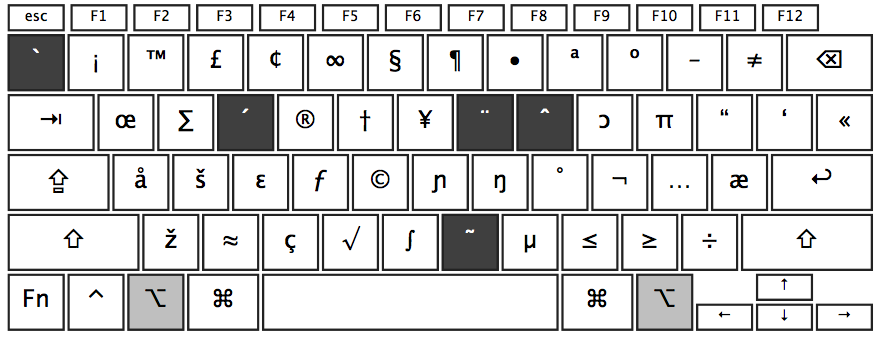 esc F1 F2 F3 F4 F5 F6 F7 F8 F9 F10 F11 F12
` ¡ ™ £ ¢ ∞ § ¶ • ª º – ≠ ⌫
⇥ œ ∑ ´ ® † ¥ ¨ ˆ ɔ π “ ‘ «
⇪ å š ε ƒ © ɲ ŋ ˚ ¬ … æ ↩
⇧ ž ≈ ç √ ∫ ˜ µ ≤ ≥ ÷ ⇧
Fn ^ ⌥ ⌘ ⌘ ⌥ ← ↑ ↓ →